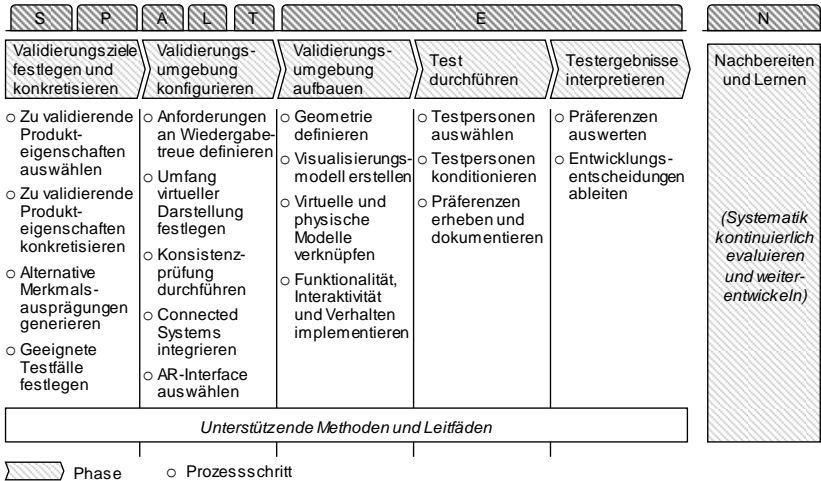 S P A L T E N
Validierungsziele
festlegen und
konkretisieren
Validierungs-
umgebung
konfigurieren
Validierungs-
umgebung
aufbauen
Test
durchführen
Testergebnisse
interpretieren
Nachbereiten
und Lernen
○ Zu validierende
Produkt-
eigenschaften
auswählen
○ Zu validierende
Produkt-
eigenschaften
konkretisieren
○ Alternative
Merkmals-
ausprägungen
generieren
○ Geeignete
Testfälle
festlegen
○ Anforderungen
an Wiedergabe-
treue definieren
○ Umfang
virtueller
Darstellung
festlegen
○ Konsistenz-
prüfung
durchführen
○ Connected
Systems
integrieren
○ AR-Interface
auswählen
○ Geometrie
definieren
○ Visualisierungs-
modell erstellen
○ Virtuelle und
physische
Modelle
verknüpfen
○ Funktionalität,
Interaktivität
und Verhalten
implementieren
○ Testpersonen
auswählen
○ Testpersonen
konditionieren
○ Präferenzen
erheben und
dokumentieren
○ Präferenzen
auswerten
○ Entwicklungs-
entscheidungen
ableiten
(Systematik
kontinuierlich
evaluieren
und weiter-
entwickeln)
Unterstützende Methoden und Leitfäden
Phase ○ Prozessschritt